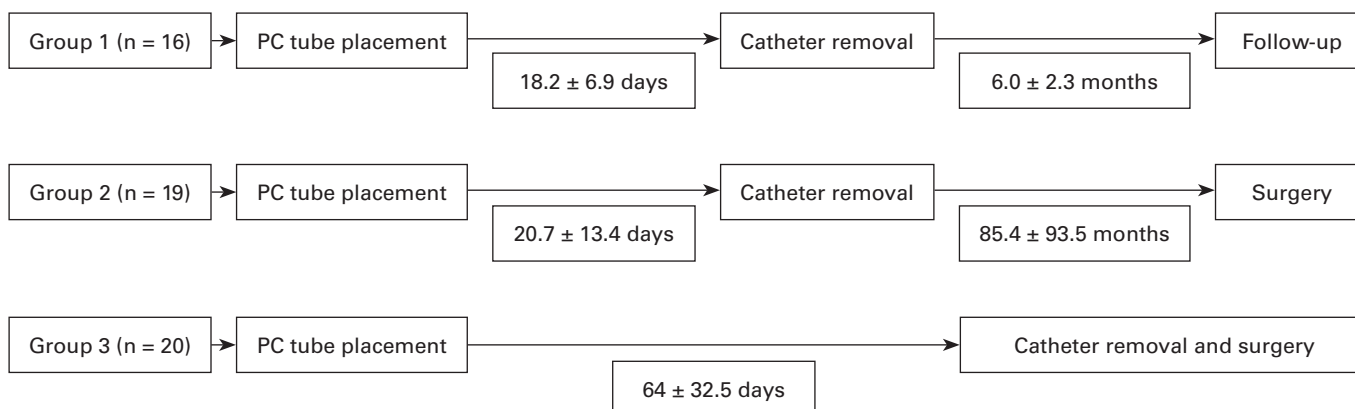 Group 1 (n = 16) PC tube placement Catheter removal Follow-up
18.2 ± 6.9 days 6.0 ± 2.3 months
Group 2 (n = 19) PC tube placement Catheter removal Surgery
20.7 ± 13.4 days 85.4 ± 93.5 months
Group 3 (n = 20) PC tube placement Catheter removal and surgery
64 ± 32.5 days